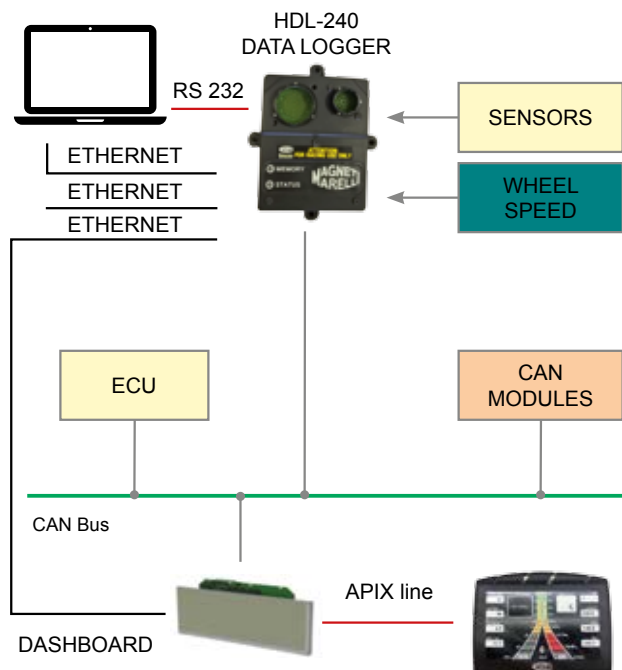 HDL-240
DATA LOGGER
RS 232
SENSORS
ETHERNET
MEMORY
STATUS
MAGNETI
MARELLI
WHEEL
SPEED
ETHERNET
ETHERNET
ECU
CAN
MODULES
CAN Bus
APIX line
DASHBOARD